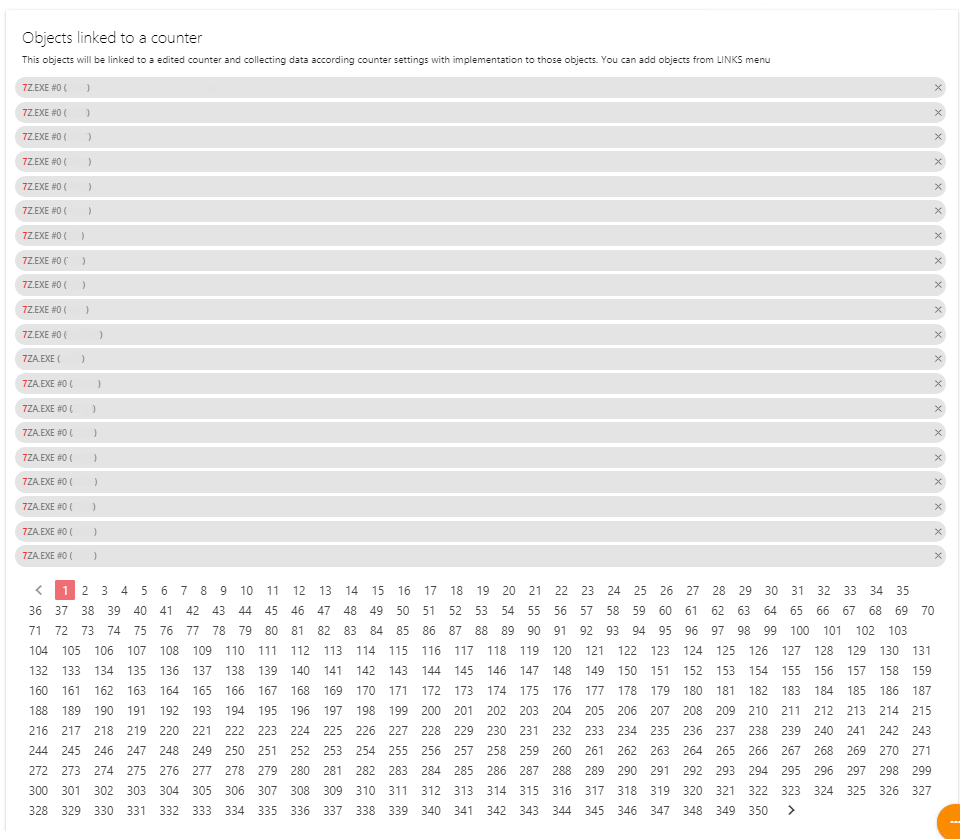 Objects linked to a counter
This objects will be linked to a edited counter and collecting data according counter settings with implementation to those objects. You can add objects from LINKS menu
7Z.EXE #0 ( )
7Z.EXE #0 ( )
7Z.EXE #0 ( )
7Z.EXE #0 ( )
7Z.EXE #0 ( )
7Z.EXE #0 ( )
7Z.EXE #0 ( )
7Z.EXE #0 ( )
7Z.EXE #0 ( )
7Z.EXE #0 ( )
7Z.EXE #0 ( )
7ZA.EXE ( )
7ZA.EXE #0 ( )
7ZA.EXE #0 ( )
7ZA.EXE #0 ( )
7ZA.EXE #0 ( )
7ZA.EXE #0 ( )
7ZA.EXE #0 ( )
7ZA.EXE #0 ( )
7ZA.EXE #0 ( )
1 2 3 4 5 6 7 8 9 10 11 12 13 14 15 16 17 18 19 20 21 22 23 24 25 26 27 28 29 30 31 32 33 34 35
36 37 38 39 40 41 42 43 44 45 46 47 48 49 50 51 52 53 54 55 56 57 58 59 60 61 62 63 64 65 66 67 68 69 70
71 72 73 74 75 76 77 78 79 80 81 82 83 84 85 86 87 88 89 90 91 92 93 94 95 96 97 98 99 100 101 102 103
104 105 106 107 108 109 110 111 112 113 114 115 116 117 118 119 120 121 122 123 124 125 126 127 128 129 130 131
132 133 134 135 136 137 138 139 140 141 142 143 144 145 146 147 148 149 150 151 152 153 154 155 156 157 158 159
160 161 162 163 164 165 166 167 168 169 170 171 172 173 174 175 176 177 178 179 180 181 182 183 184 185 186 187
188 189 190 191 192 193 194 195 196 197 198 199 200 201 202 203 204 205 206 207 208 209 210 211 212 213 214 215
216 217 218 219 220 221 222 223 224 225 226 227 228 229 230 231 232 233 234 235 236 237 238 239 240 241 242 243
244 245 246 247 248 249 250 251 252 253 254 255 256 257 258 259 260 261 262 263 264 265 266 267 268 269 270 271
272 273 274 275 276 277 278 279 280 281 282 283 284 285 286 287 288 289 290 291 292 293 294 295 296 297 298 299
300 301 302 303 304 305 306 307 308 309 310 311 312 313 314 315 316 317 318 319 320 321 322 323 324 325 326 327
328 329 330 331 332 333 334 335 336 337 338 339 340 341 342 343 344 345 346 347 348 349 350